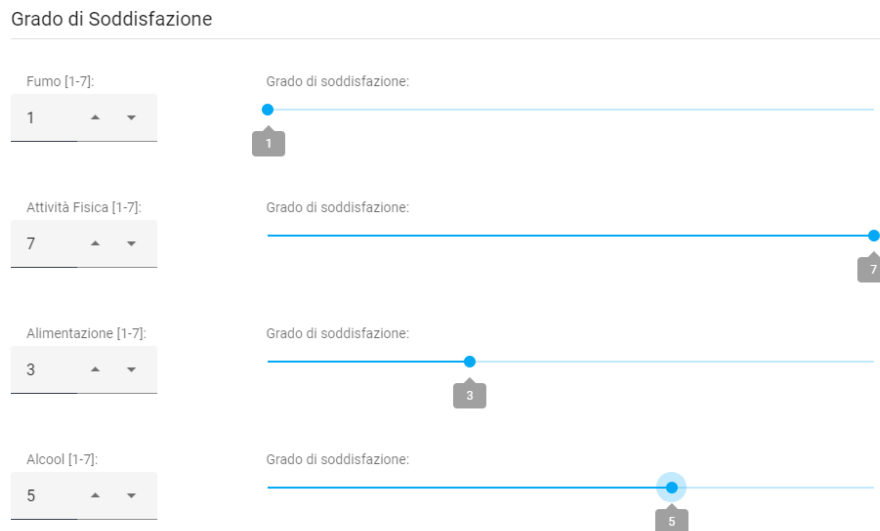 Grado di Soddisfazione
Fumo [1-7]: Grado di soddisfazione:
1
1
Attività Fisica [1-7]: Grado di soddisfazione:
7
7
Alimentazione [1-7]: Grado di soddisfazione:
3
3
Alcool [1-7]: Grado di soddisfazione:
5
5